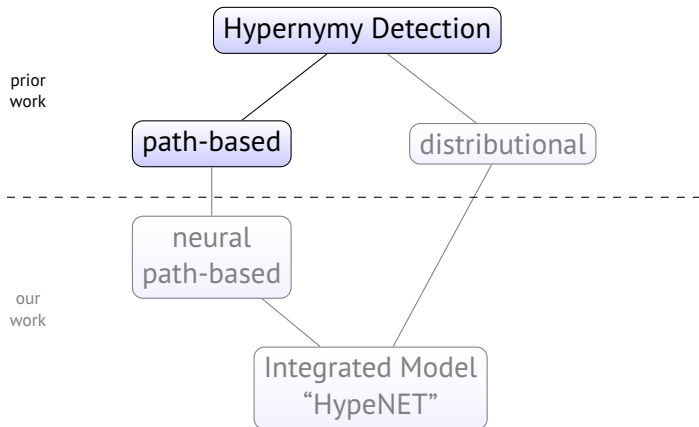 Hypernymy Detection
prior
work
path-based
distributional
neural
path-based
our
work
Integrated Model
“HypeNET”